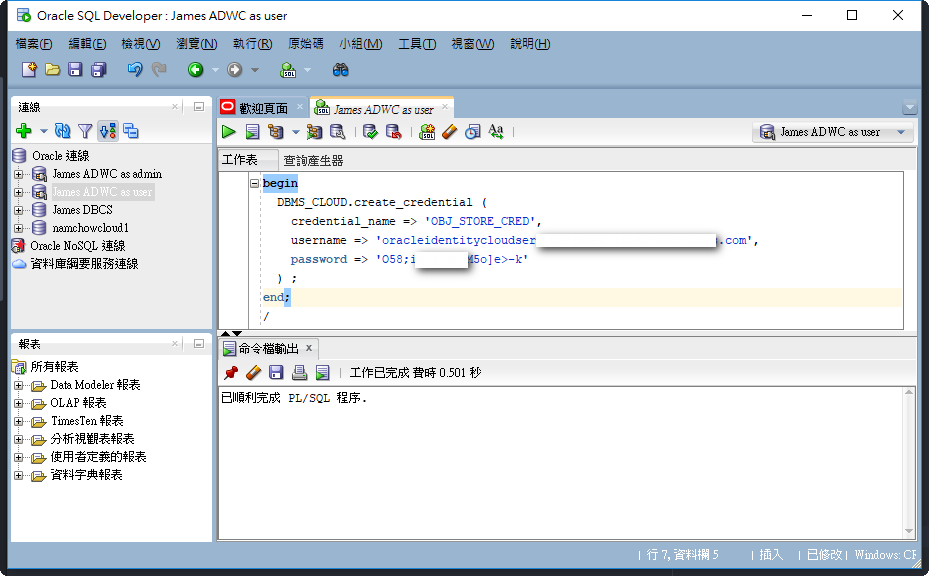 Oracle SQL Developer : James ADWC as user
檔案(F) 編輯(E) 檢視(V) 瀏覽(N) 執行(R) 原始碼 小組(M) 工具(T) 視窗(W) 說明(H)
連線
Oracle 連線
James ADWC as admin
James ADWC as user
James DBCS
namchowcloud1
Oracle NoSQL 連線
資料庫綱要服務連線
報表
所有報表
Data Modeler 報表
OLAP 報表
TimesTen 報表
分析視觀表報表
使用者定義的報表
資料字典報表
歡迎頁面 James ADWC as user
James ADWC as user
工作表 查詢產生器
begin
DBMS_CLOUD.create_credential (
credential_name => 'OBJ_STORE_CRED',
username => 'oracleidentitycloudser .com',
password => 'O58;i M5o]e>-k'
) ;
end;
/
命令檔輸出 x
工作已完成 費時 0.501 秒
已順利完成 PL/SQL 程序.
行 7, 資料欄 5 插入 已修改 Windows: CF